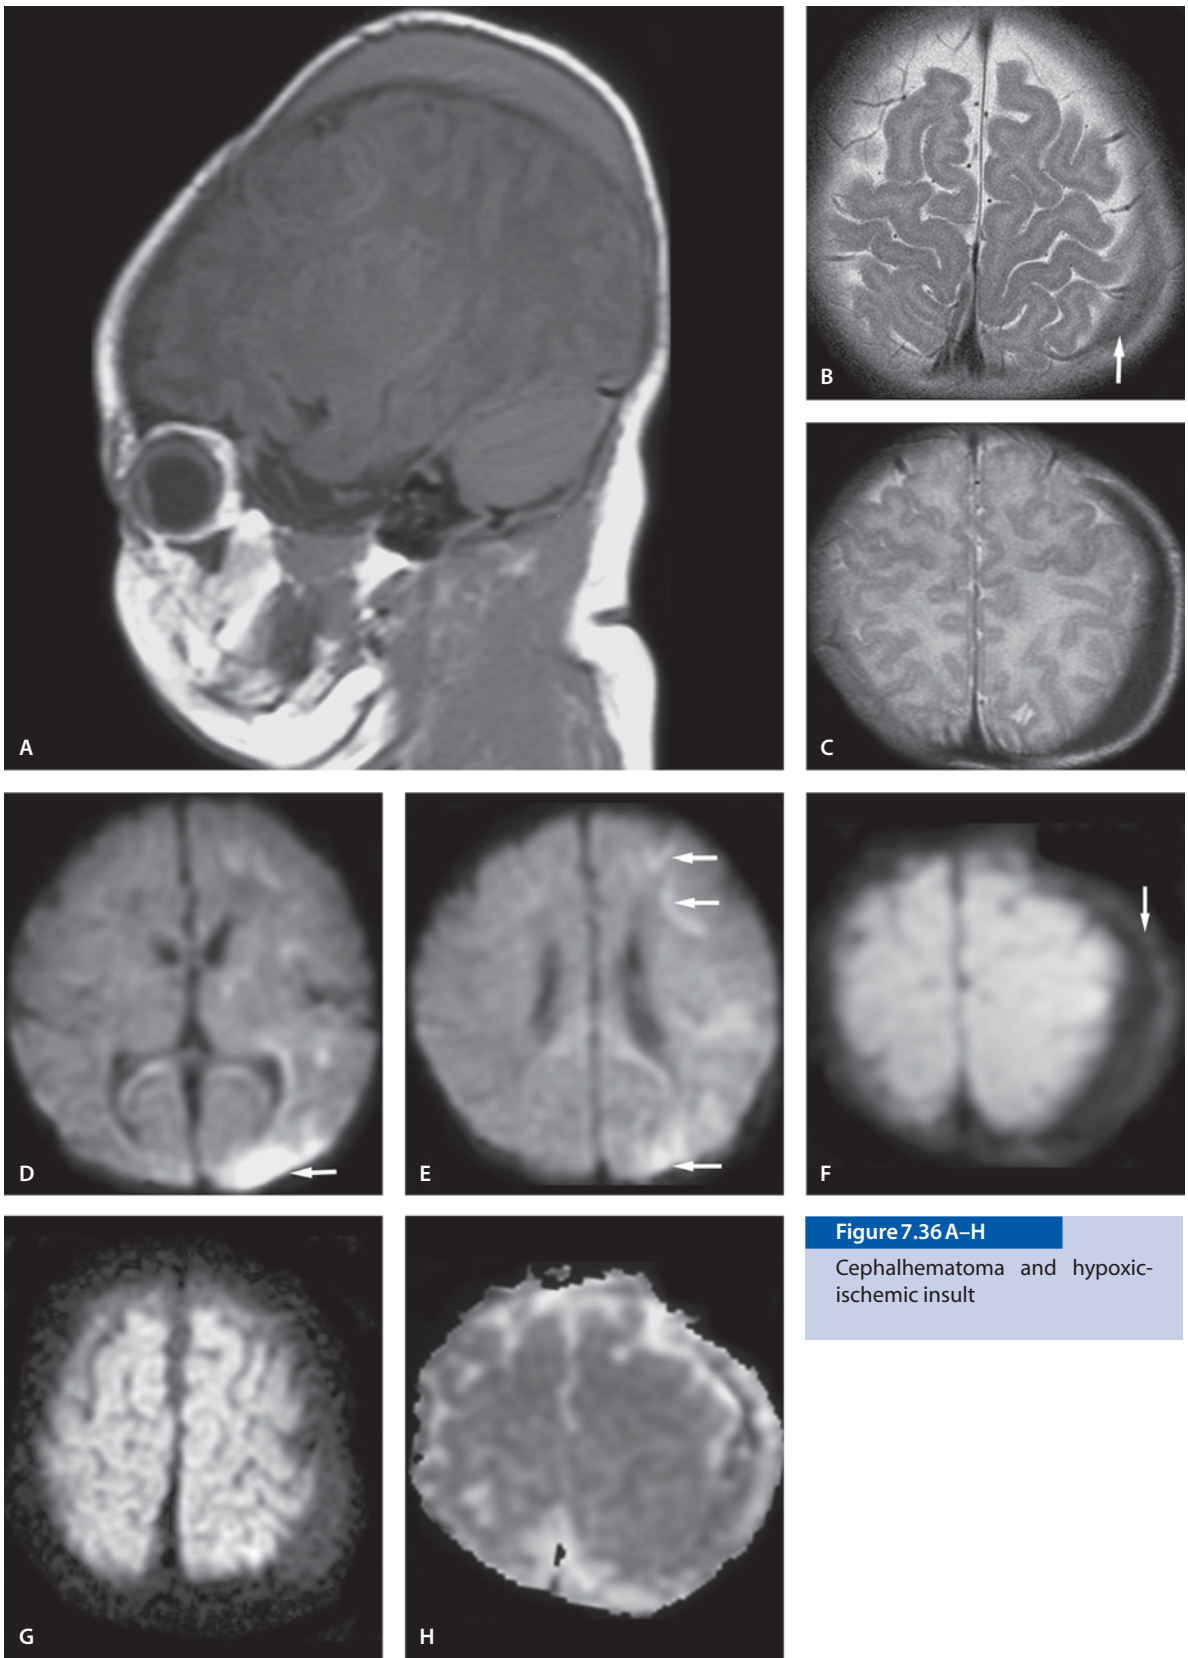 A
B
C
D
E
F
G
H
Figure 7.36 A–H
Cephalhematoma and hypoxic-
ischemic insult